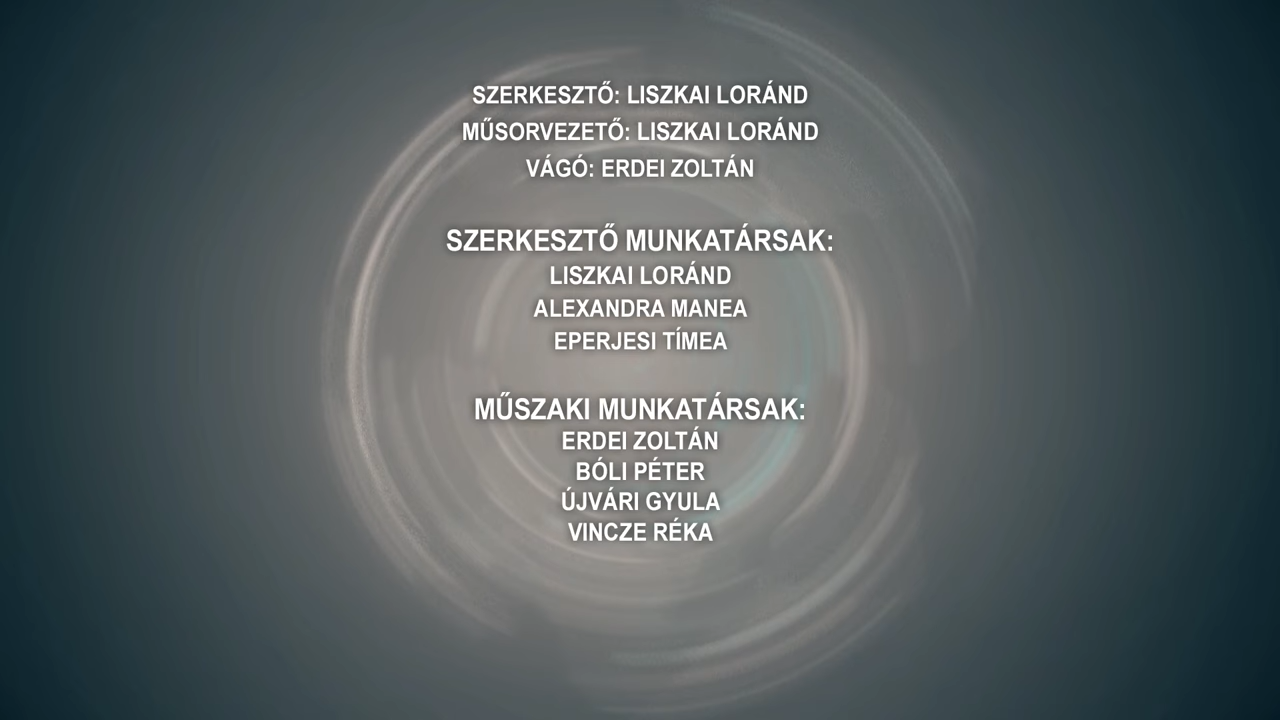 SZERKESZTŐ: LISZKAI LORÁND
MŰSORVEZETŐ: LISZKAI LORÁND
VÁGÓ: ERDEI ZOLTÁN
SZERKESZTŐ MUNKATÁRSAK:
LISZKAI LORÁND
ALEXANDRA MANEA
EPERJESI TÍMEA
MŰSZAKI MUNKATÁRSAK:
ERDEI ZOLTÁN
BÓLI PÉTER
ÚJVÁRI GYULA
VINCZE RÉKA